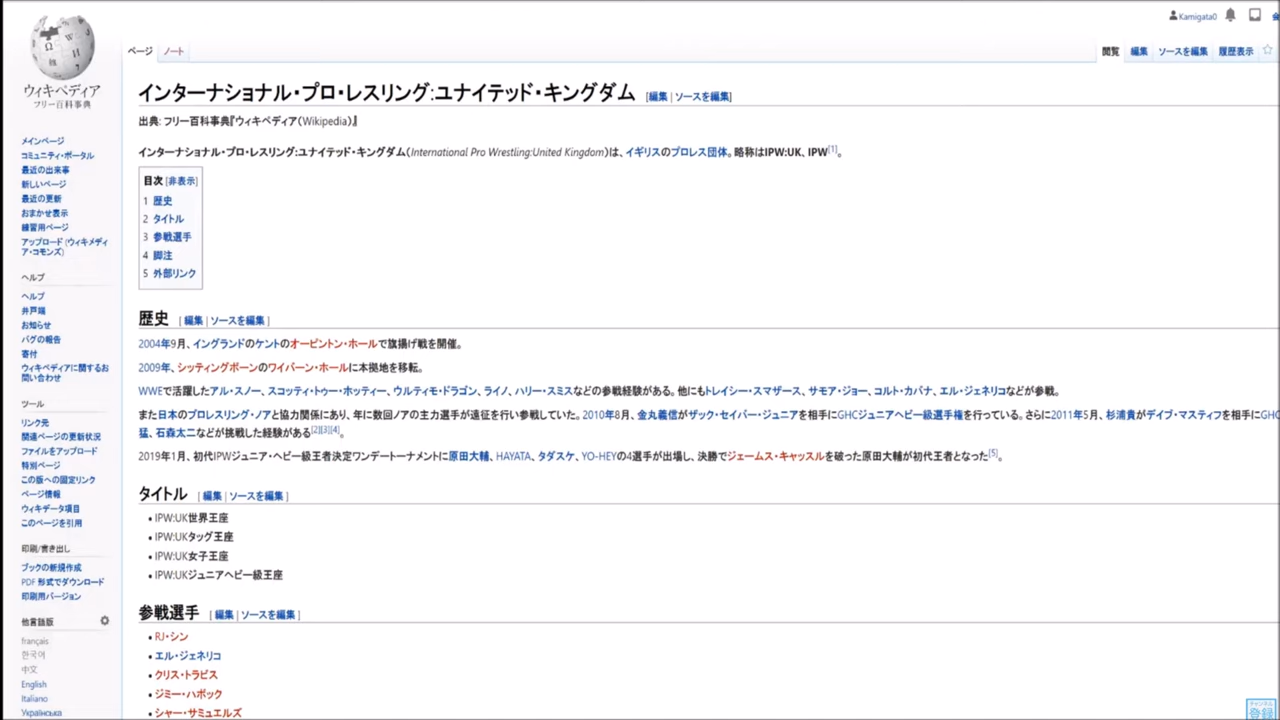 Kamigata0
ウィキペディア
フリー百科事典
ページ ノート 閲覧 編集 ソースを編集 履歴表示
インターナショナル・プロ・レスリング:ユナイテッド・キングダム [編集 | ソースを編集]
出典: フリー百科事典『ウィキペディア(Wikipedia)』
インターナショナル・プロ・レスリング:ユナイテッド・キングダム(International Pro Wrestling:United Kingdom)は、イギリスのプロレス団体。略称はIPW:UK、IPW[1]。
目次 [非表示]
1 歴史
2 タイトル
3 参戦選手
4 脚注
5 外部リンク
歴史 [ 編集 | ソースを編集 ]
2004年9月、イングランドのケントのオーピントン・ホールで旗揚げ戦を開催。
2009年、シッティングボーンのワイバーン・ホールに本拠地を移転。
WWEで活躍したアル・スノー、スコッティ・トゥー・ホッティー、ウルティモ・ドラゴン、ライノ、ハリー・スミスなどの参戦経験がある。他にもトレイシー・スマザース、サモア・ジョー、コルト・カバナ、エル・ジェネリコなどが参戦。
また日本のプロレスリング・ノアと協力関係にあり、年に数回ノアの主力選手が遠征を行い参戦していた。2010年8月、金丸義信がザック・セイバー・ジュニアを相手にGHCジュニアヘビー級選手権を行っている。さらに2011年5月、杉浦貴がデイブ・マスティフを相手にGHC
猛、石森太二などが挑戦した経験がある[2][3][4]。
2019年1月、初代IPWジュニア・ヘビー級王者決定ワンデートーナメントに原田大輔、HAYATA、タダスケ、YO-HEYの4選手が出場し、決勝でジェームス・キャッスルを破った原田大輔が初代王者となった[5]。
タイトル [ 編集 | ソースを編集 ]
• IPW:UK世界王座
• IPW:UKタッグ王座
• IPW:UK女子王座
• IPW:UKジュニアヘビー級王座
参戦選手 [ 編集 | ソースを編集 ]
• RJ・シン
• エル・ジェネリコ
• クリス・トラビス
• ジミー・ハボック
• シャー・サミュエルズ
メインページ
コミュニティ・ポータル
最近の出来事
新しいページ
最近の更新
おまかせ表示
練習用ページ
アップロード (ウィキメディ
ア・コモンズ)
ヘルプ
ヘルプ
井戸端
お知らせ
バグの報告
寄付
ウィキペディアに関するお
問い合わせ
ツール
リンク元
関連ページの更新状況
ファイルをアップロード
特別ページ
この版への固定リンク
ページ情報
ウィキデータ項目
このページを引用
印刷/書き出し
ブックの新規作成
PDF 形式でダウンロード
印刷用バージョン
他言語版
français
한국어
中文
English
Italiano
Українська
チャンネル
登録